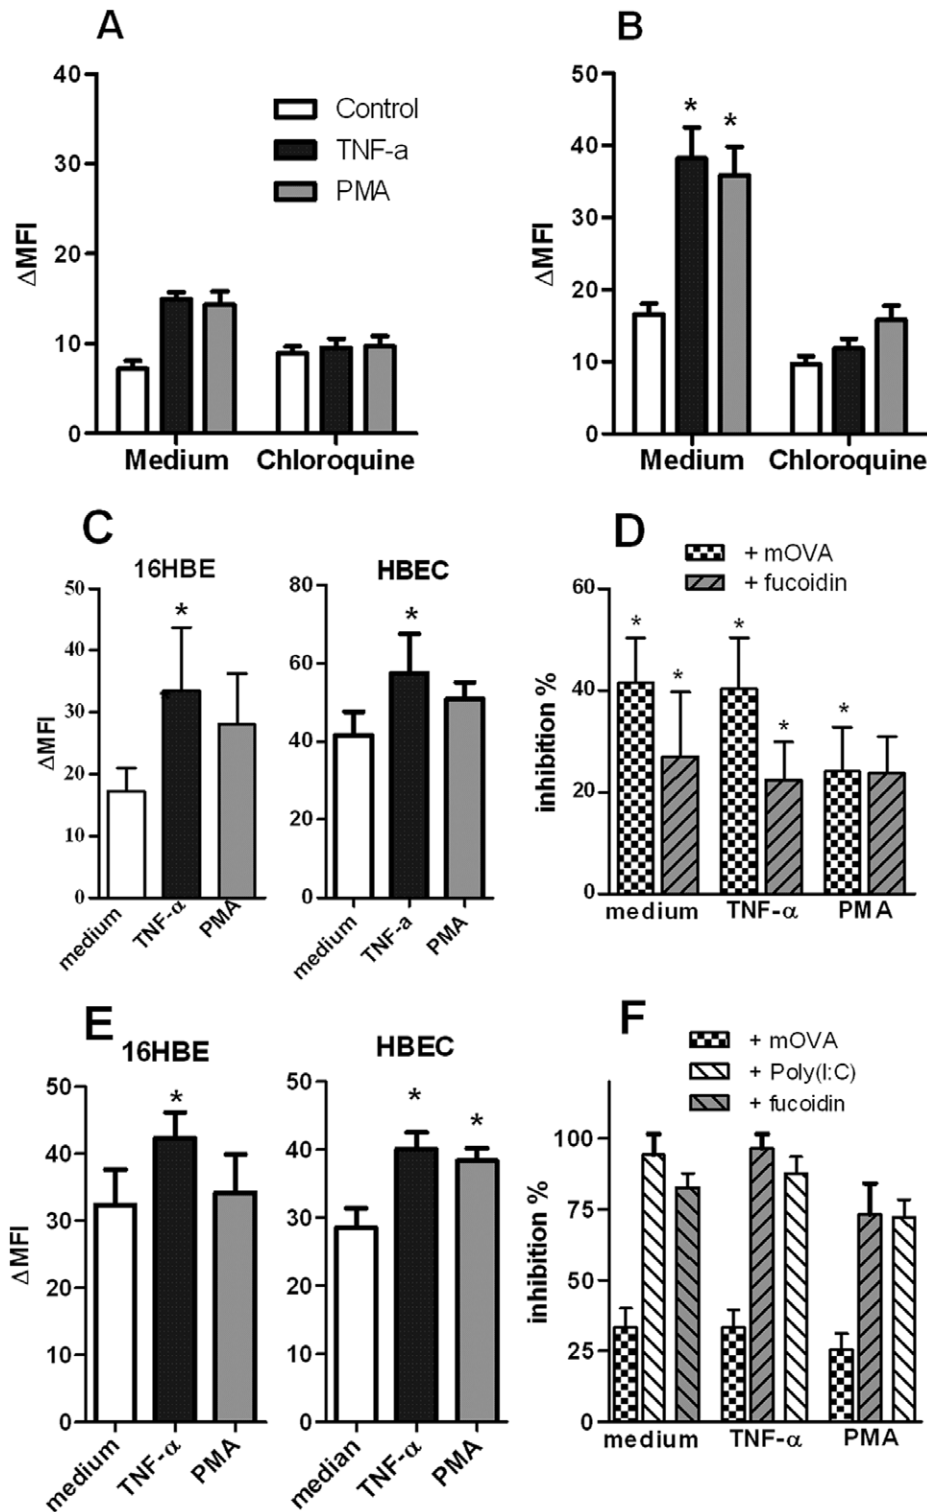 A
40
30
20
10
0
ΔMFI
Control
TNF-a
PMA
Medium
Chloroquine
B
50
40
30
20
10
0
ΔMFI
*
*
Medium
Chloroquine
C
16HBE
50
40
30
20
10
0
ΔMFI
*
medium
TNF-α
PMA
HBEC
80
60
40
20
0
*
medium
TNF-a
PMA
D
+ mOVA
+ fucoidin
60
40
20
0
inhibition %
*
*
*
*
*
medium
TNF-α
PMA
E
16HBE
50
40
30
20
10
0
ΔMFI
*
medium
TNF-α
PMA
HBEC
50
40
30
20
10
0
*
*
median
TNF-α
PMA
F
+ mOVA
+ Poly(I:C)
+ fucoidin
100
75
50
25
0
inhibition %
medium
TNF-α
PMA